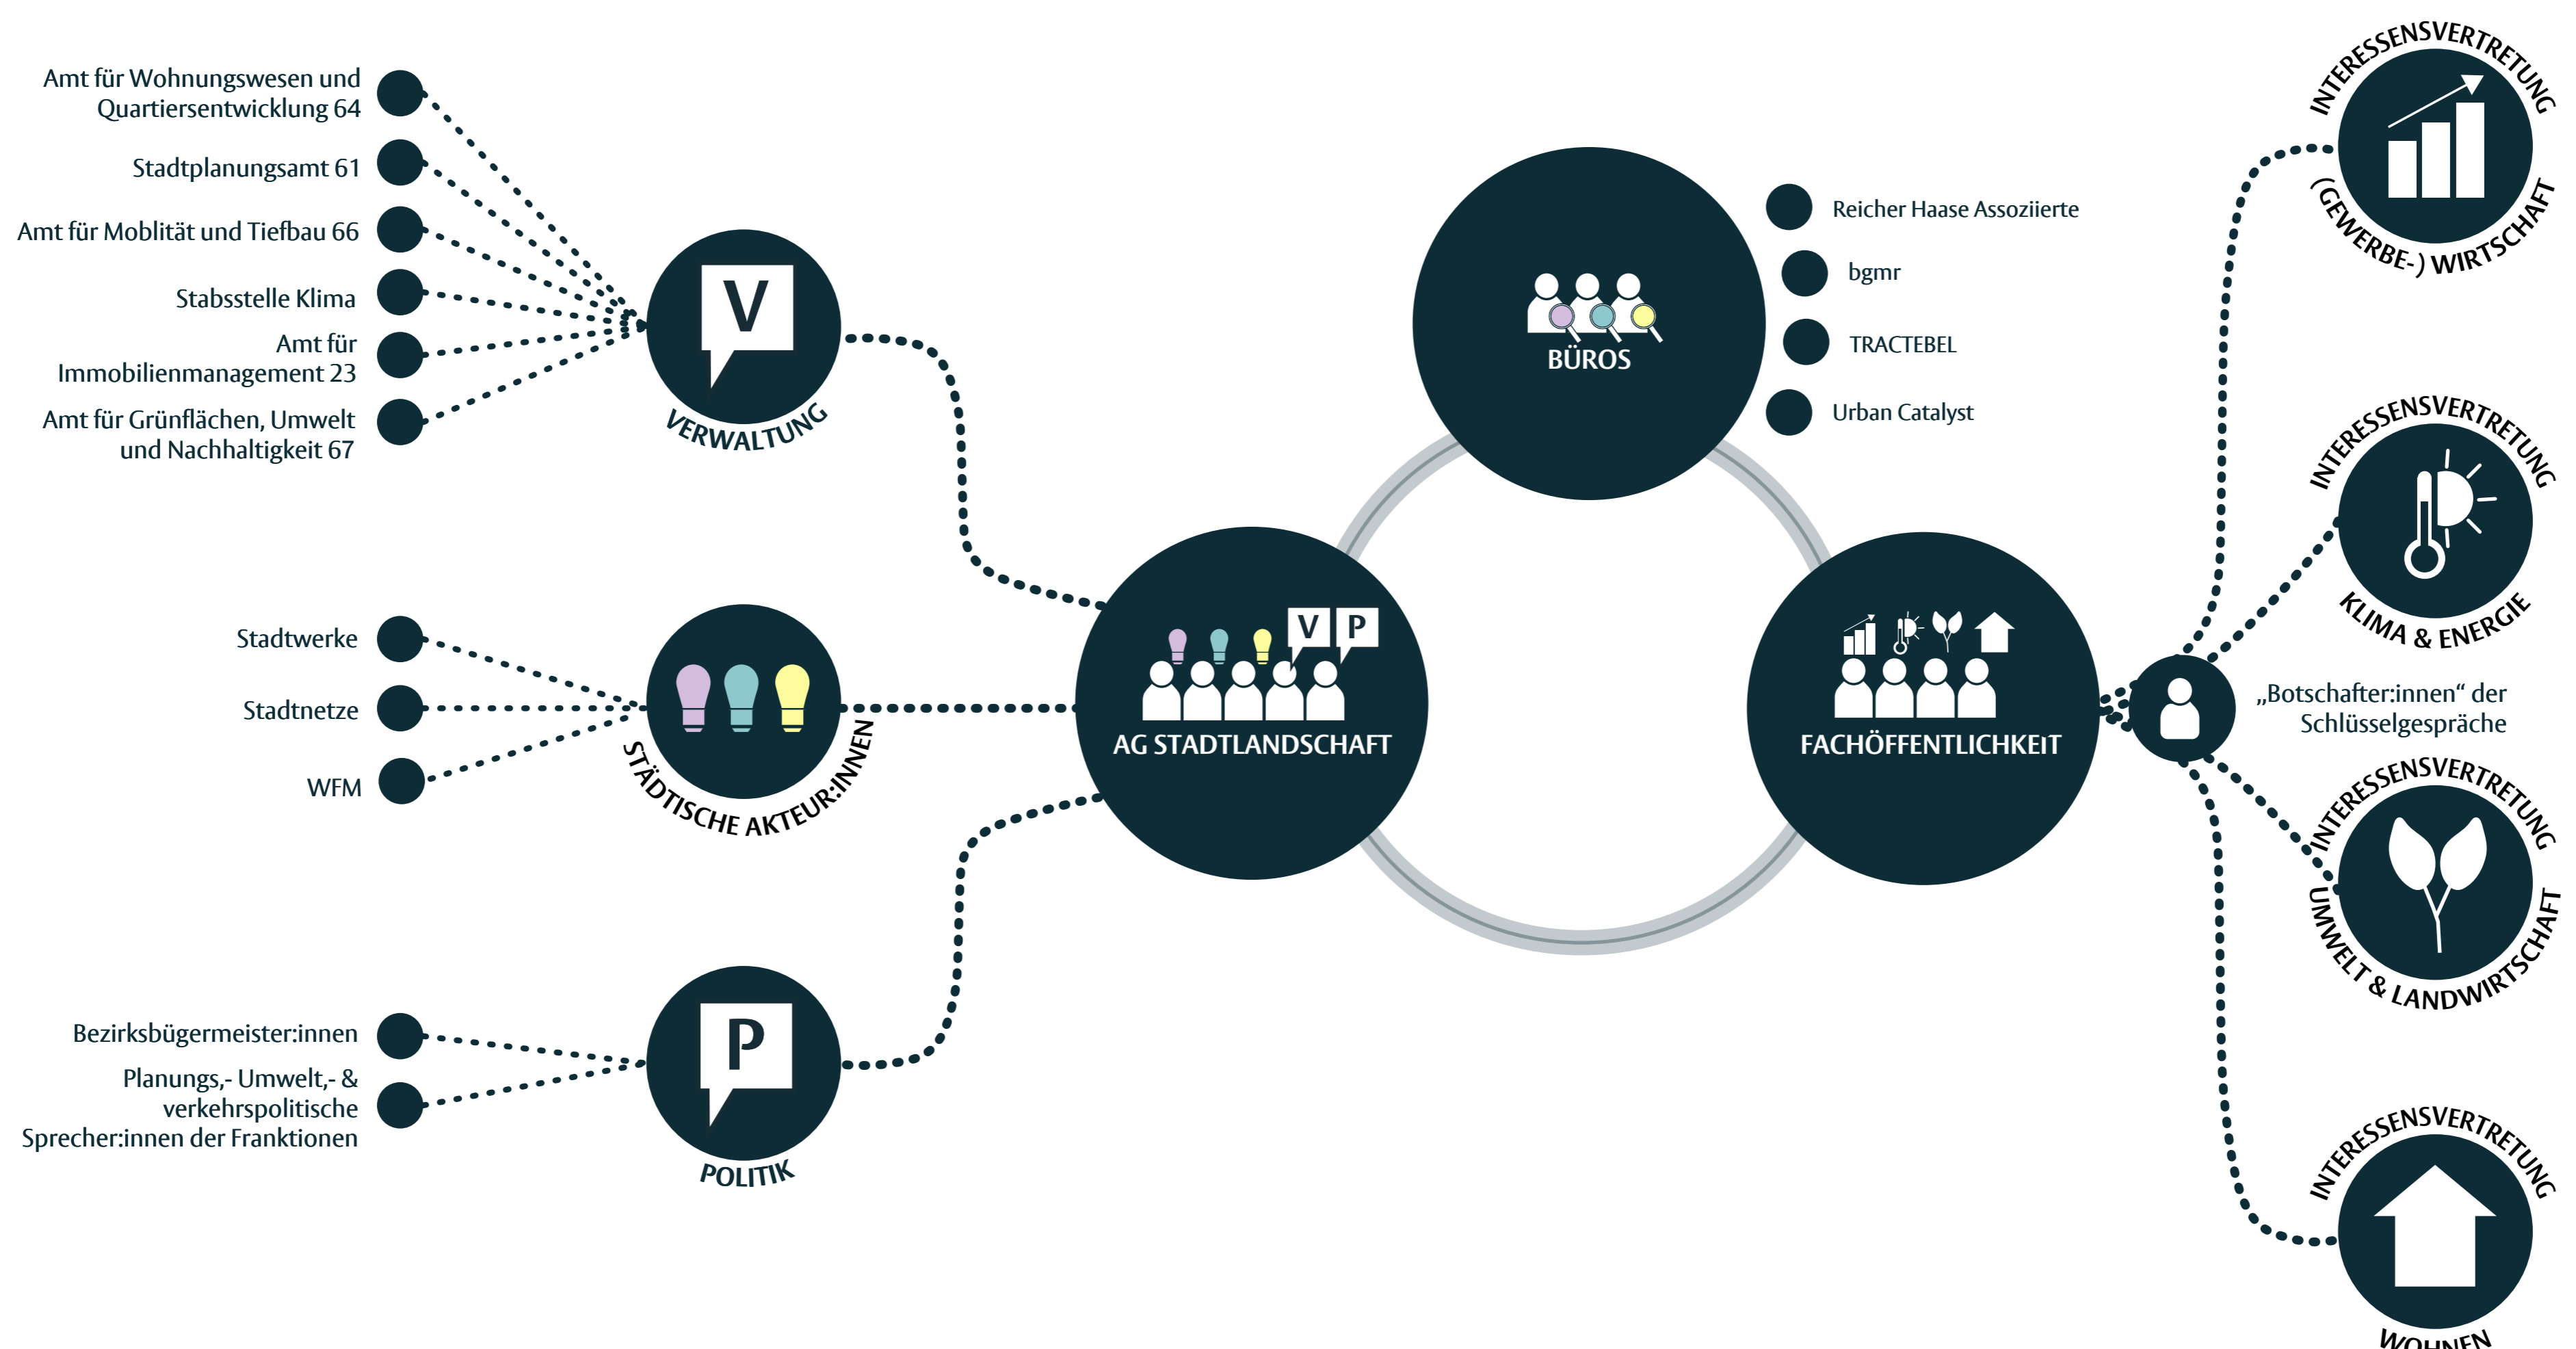 Amt für Wohnungswesen und
Quartiersentwicklung 64
Stadtplanungsamt 61
Amt für Moblität und Tiefbau 66
Stabsstelle Klima
Amt für
Immobilienmanagement 23
Amt für Grünflächen, Umwelt
und Nachhaltigkeit 67
V
VERWALTUNG
Stadtwerke
Stadtnetze
WFM
STÄDTISCHE AKTEUR:INNEN
Bezirksbügermeister:innen
Planungs,- Umwelt,- &
verkehrspolitische
Sprecher:innen der Franktionen
P
POLITIK
V P
AG STADTLANDSCHAFT
BÜROS
Reicher Haase Assoziierte
bgmr
TRACTEBEL
Urban Catalyst
FACHÖFFENTLICHKEIT
„Botschafter:innen“ der
Schlüsselgespräche
INTERESSENSVERTRETUNG
(GEWERBE-) WIRTSCHAFT
INTERESSENSVERTRETUNG
KLIMA & ENERGIE
INTERESSENSVERTRETUNG
UMWELT & LANDWIRTSCHAFT
INTERESSENSVERTRETUNG
WOHNEN